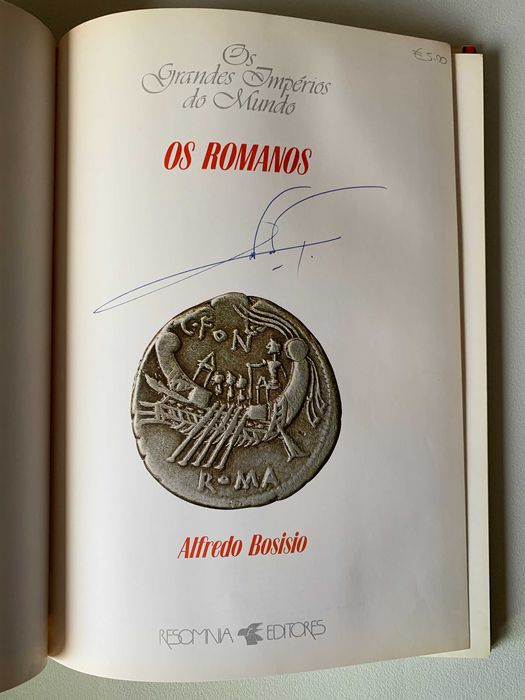 €5.00
Os
Grandes Impérios
do Mundo
OS ROMANOS
C·FON
A
ROMA
Alfredo Bosisio
RESOMNIA EDITORES